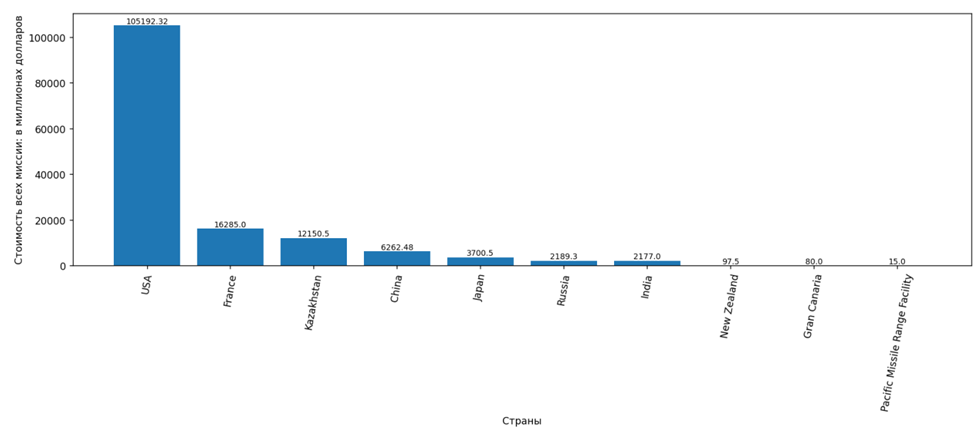 Стоимость всех миссии: в миллионах долларов
100000
80000
60000
40000
20000
0
105192.32
16285.0
12150.5
6262.48
3700.5
2189.3
2177.0
97.5
80.0
15.0
USA
France
Kazakhstan
China
Japan
Russia
India
New Zealand
Gran Canaria
Pacific Missile Range Facility
Страны